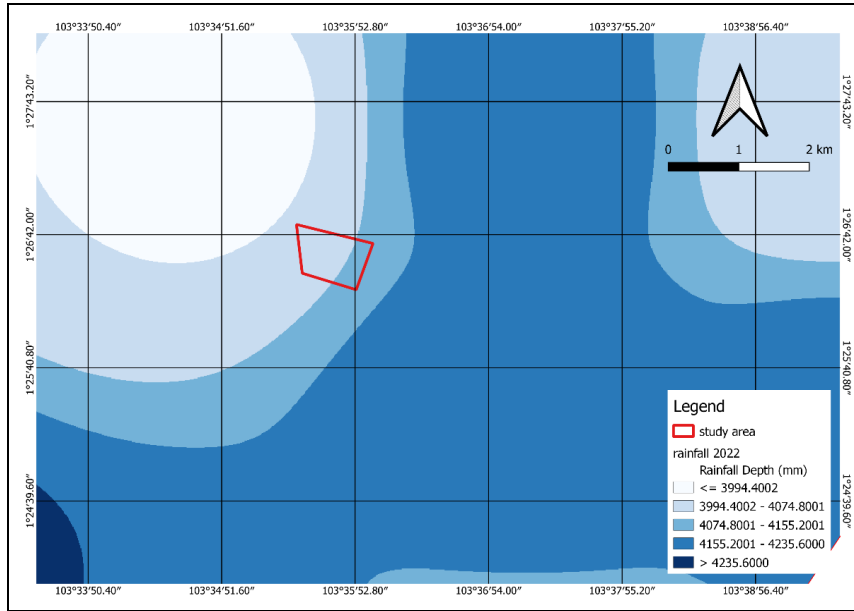 103°33′50.40″ 103°34′51.60″ 103°35′52.80″ 103°36′54.00″ 103°37′55.20″ 103°38′56.40″
1°27′43.20″
1°27′43.20″
0 1 2 km
1°26′42.00″
1°26′42.00″
1°25′40.80″
1°25′40.80″
Legend
study area
rainfall 2022
Rainfall Depth (mm)
<= 3994.4002
3994.4002 - 4074.8001
4074.8001 - 4155.2001
4155.2001 - 4235.6000
> 4235.6000
1°24′39.60″
1°24′39.60″
103°33′50.40″ 103°34′51.60″ 103°35′52.80″ 103°36′54.00″ 103°37′55.20″ 103°38′56.40″